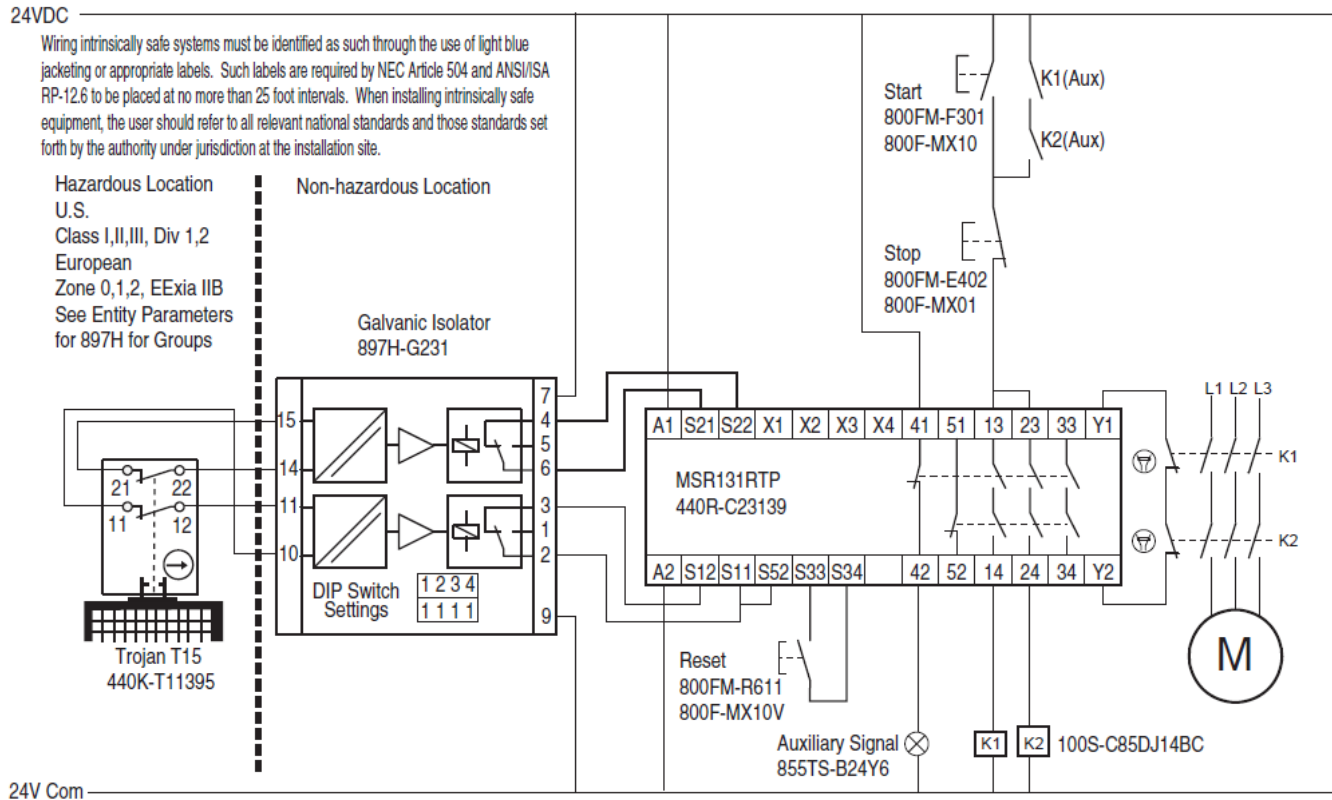 24VDC
Wiring intrinsically safe systems must be identified as such through the use of light blue
jacketing or appropriate labels. Such labels are required by NEC Article 504 and ANSI/ISA
RP-12.6 to be placed at no more than 25 foot intervals. When installing intrinsically safe
equipment, the user should refer to all relevant national standards and those standards set
forth by the authority under jurisdiction at the installation site.
Hazardous Location
U.S.
Class I,II,III, Div 1,2
European
Zone 0,1,2, EExia IIB
See Entity Parameters
for 897H for Groups
Non-hazardous Location
Galvanic Isolator
897H-G231
Start
800FM-F301
800F-MX10
K1(Aux)
K2(Aux)
Stop
800FM-E402
800F-MX01
15
14
11
10
7
4
5
6
3
1
2
9
DIP Switch
Settings
1 2 3 4
1 1 1 1
21 22
11 12
Trojan T15
440K-T11395
A1 S21 S22 X1 X2 X3 X4 41 51 13 23 33 Y1
MSR131RTP
440R-C23139
A2 S12 S11 S52 S33 S34 42 52 14 24 34 Y2
L1 L2 L3
K1
K2
M
Reset
800FM-R611
800F-MX10V
Auxiliary Signal
855TS-B24Y6
K1 K2 100S-C85DJ14BC
24V Com